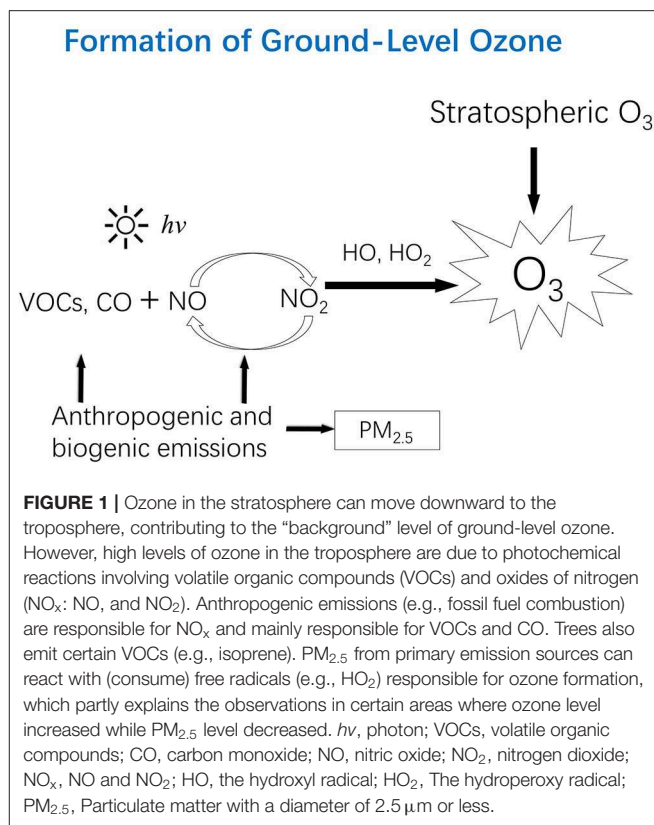 Formation of Ground-Level Ozone
Stratospheric O₃
hv
HO, HO₂
O₃
VOCs, CO + NO
NO₂
Anthropogenic and
biogenic emissions
PM₂.₅
FIGURE 1 | Ozone in the stratosphere can move downward to the
troposphere, contributing to the “background” level of ground-level ozone.
However, high levels of ozone in the troposphere are due to photochemical
reactions involving volatile organic compounds (VOCs) and oxides of nitrogen
(NOₓ: NO, and NO₂). Anthropogenic emissions (e.g., fossil fuel combustion)
are responsible for NOₓ and mainly responsible for VOCs and CO. Trees also
emit certain VOCs (e.g., isoprene). PM₂.₅ from primary emission sources can
react with (consume) free radicals (e.g., HO₂) responsible for ozone formation,
which partly explains the observations in certain areas where ozone level
increased while PM₂.₅ level decreased. hv, photon; VOCs, volatile organic
compounds; CO, carbon monoxide; NO, nitric oxide; NO₂, nitrogen dioxide;
NOₓ, NO and NO₂; HO, the hydroxyl radical; HO₂, The hydroperoxy radical;
PM₂.₅, Particulate matter with a diameter of 2.5 μm or less.